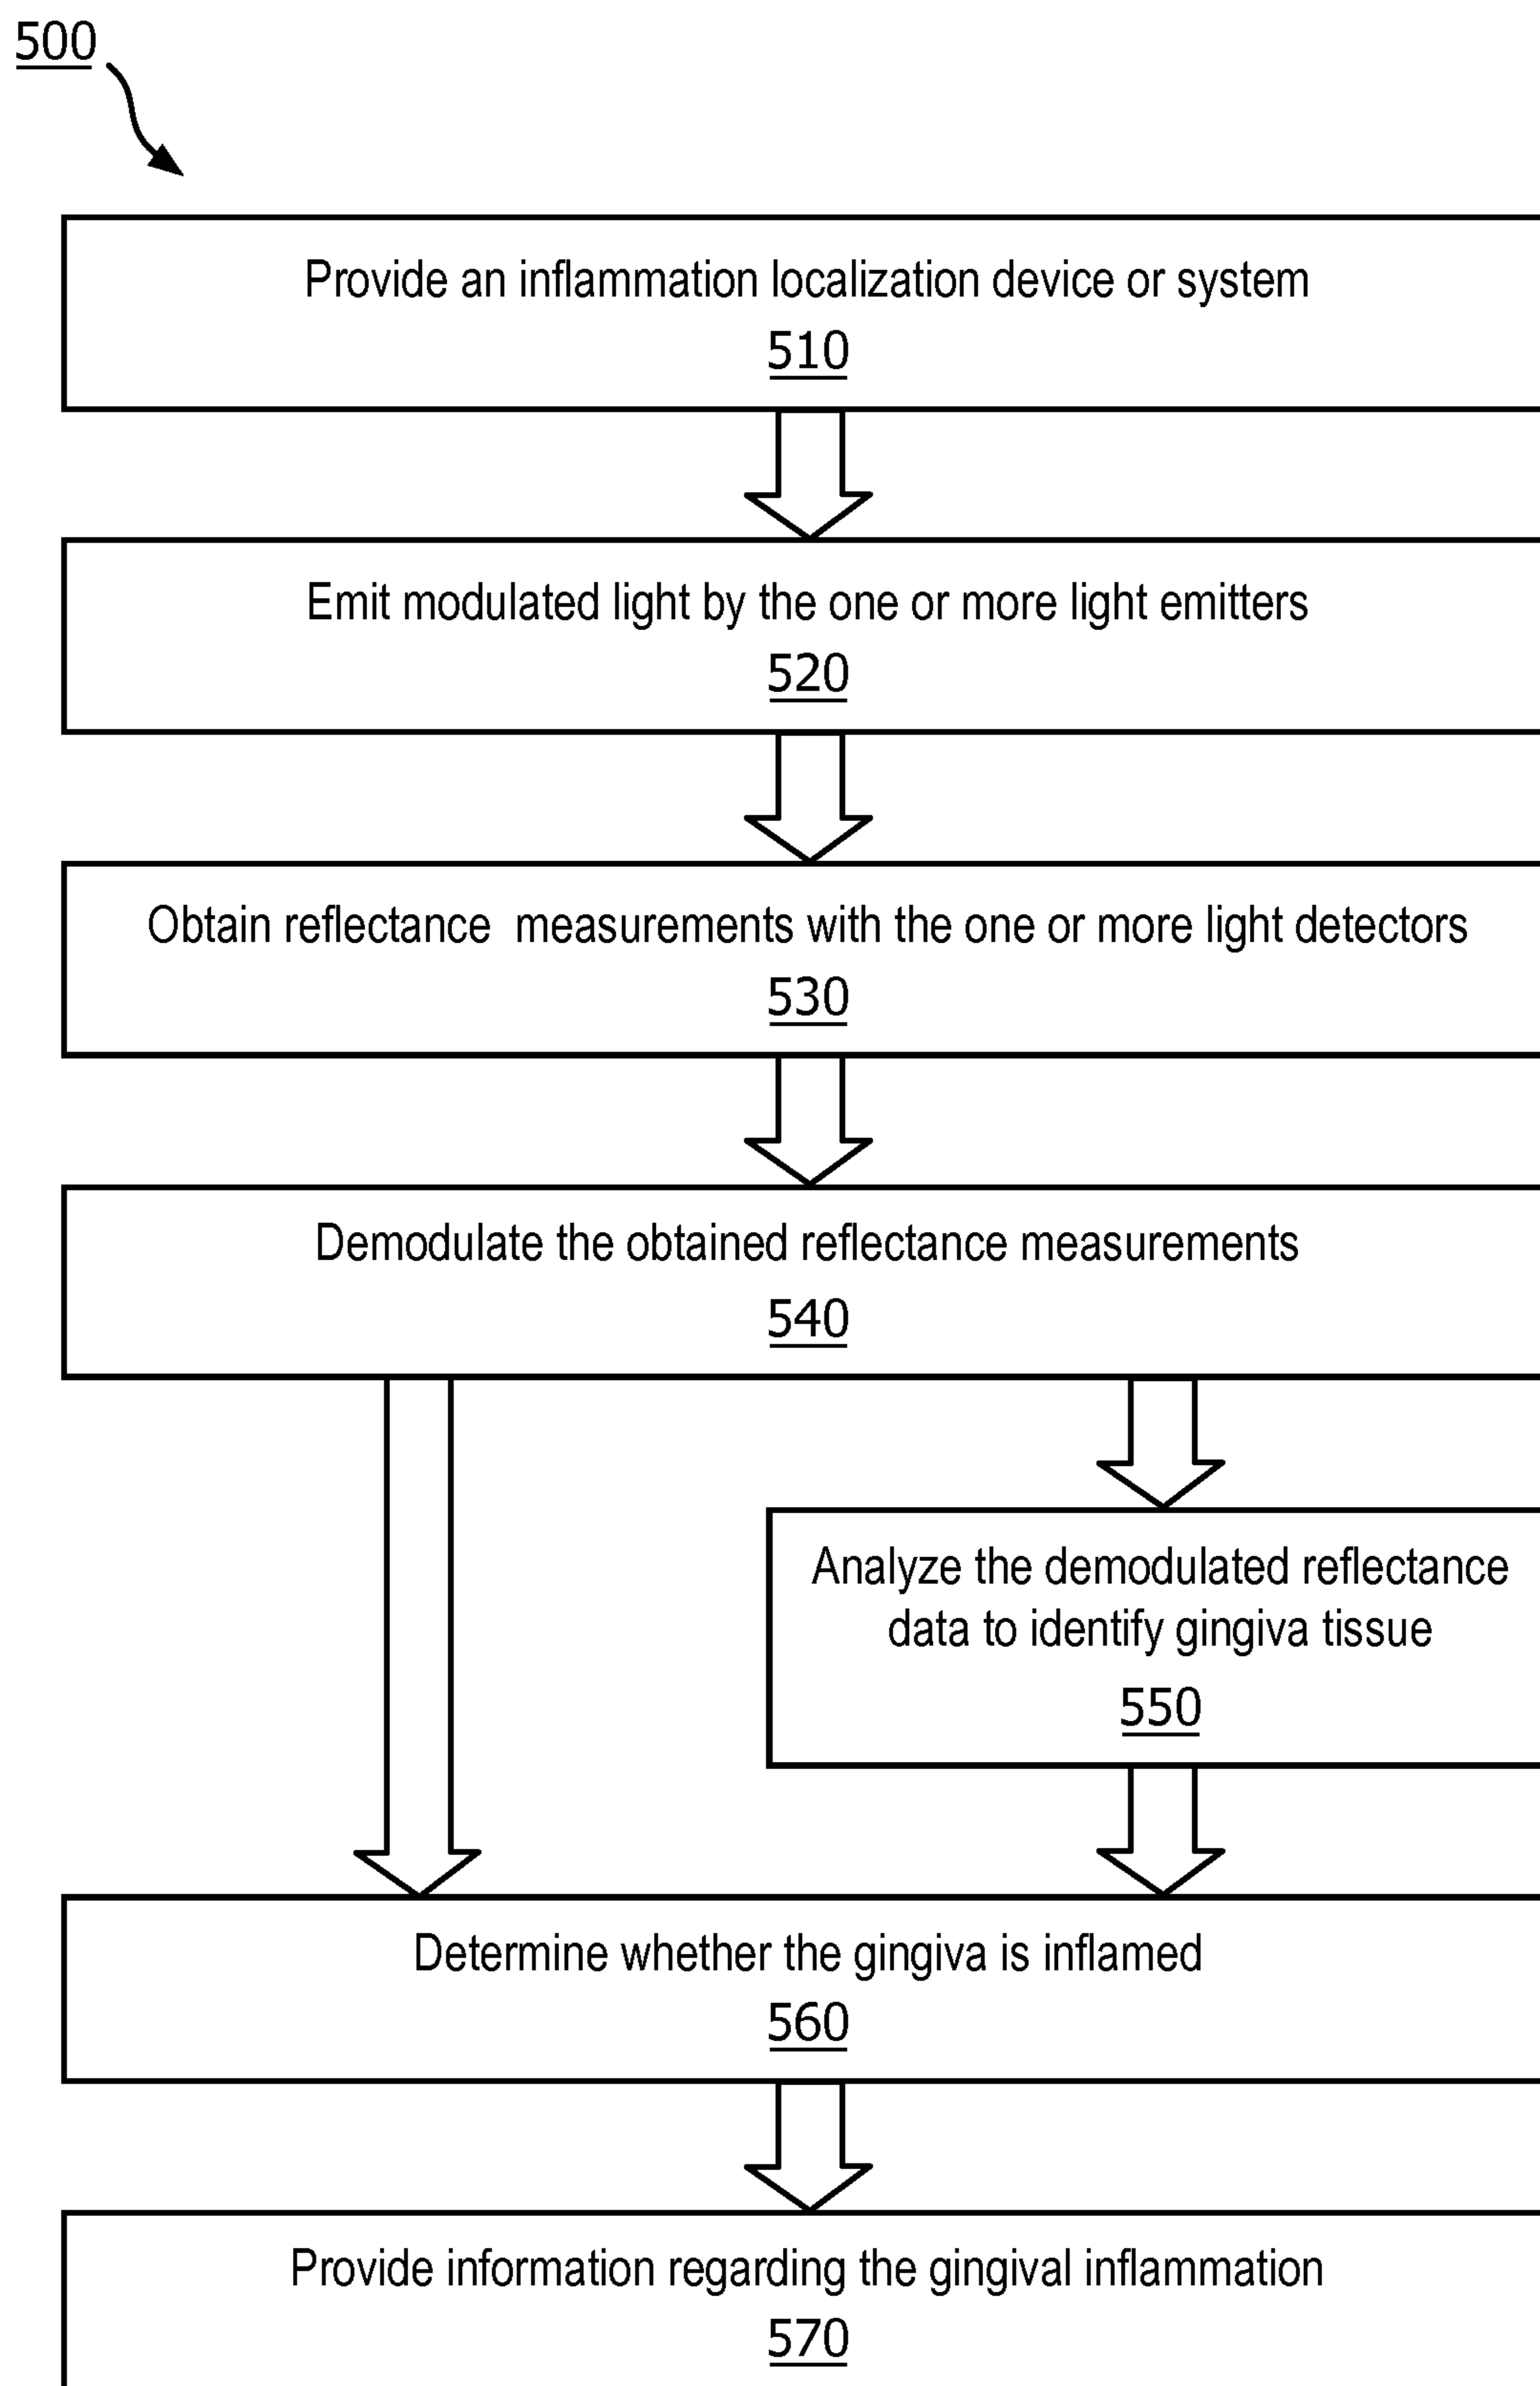 500
Provide an inflammation localization device or system
510
Emit modulated light by the one or more light emitters
520
Obtain reflectance measurements with the one or more light detectors
530
Demodulate the obtained reflectance measurements
540
Analyze the demodulated reflectance
data to identify gingiva tissue
550
Determine whether the gingiva is inflamed
560
Provide information regarding the gingival inflammation
570